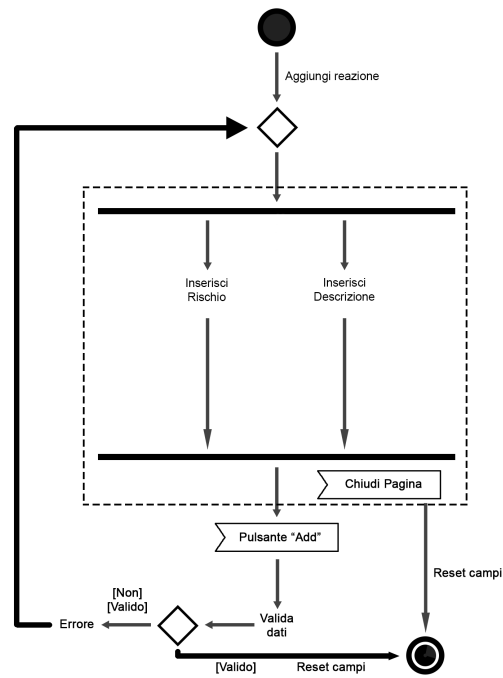 Aggiungi reazione
Inserisci
Rischio
Inserisci
Descrizione
Chiudi Pagina
Pulsante “Add”
Reset campi
[Non]
[Valido]
Errore
Valida
dati
[Valido]
Reset campi